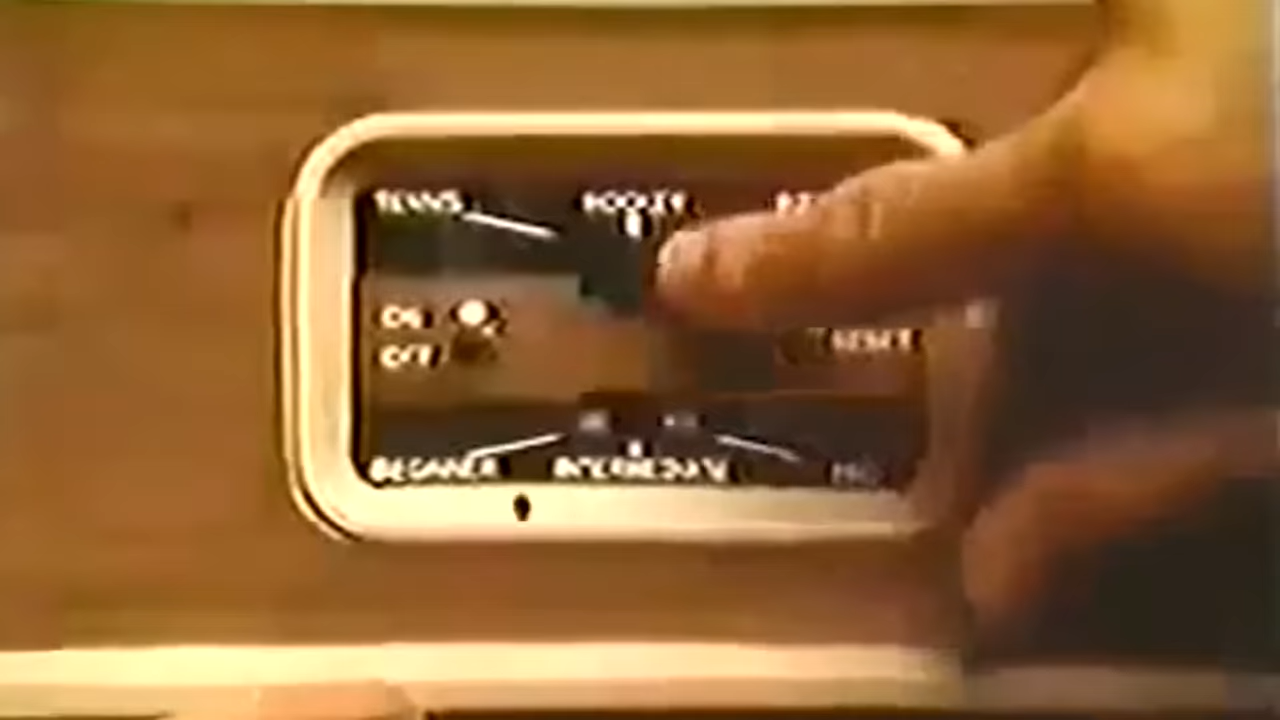 TENNIS HOCKEY
ON
OFF RESET
BEGINNER INTERMEDIATE PRO